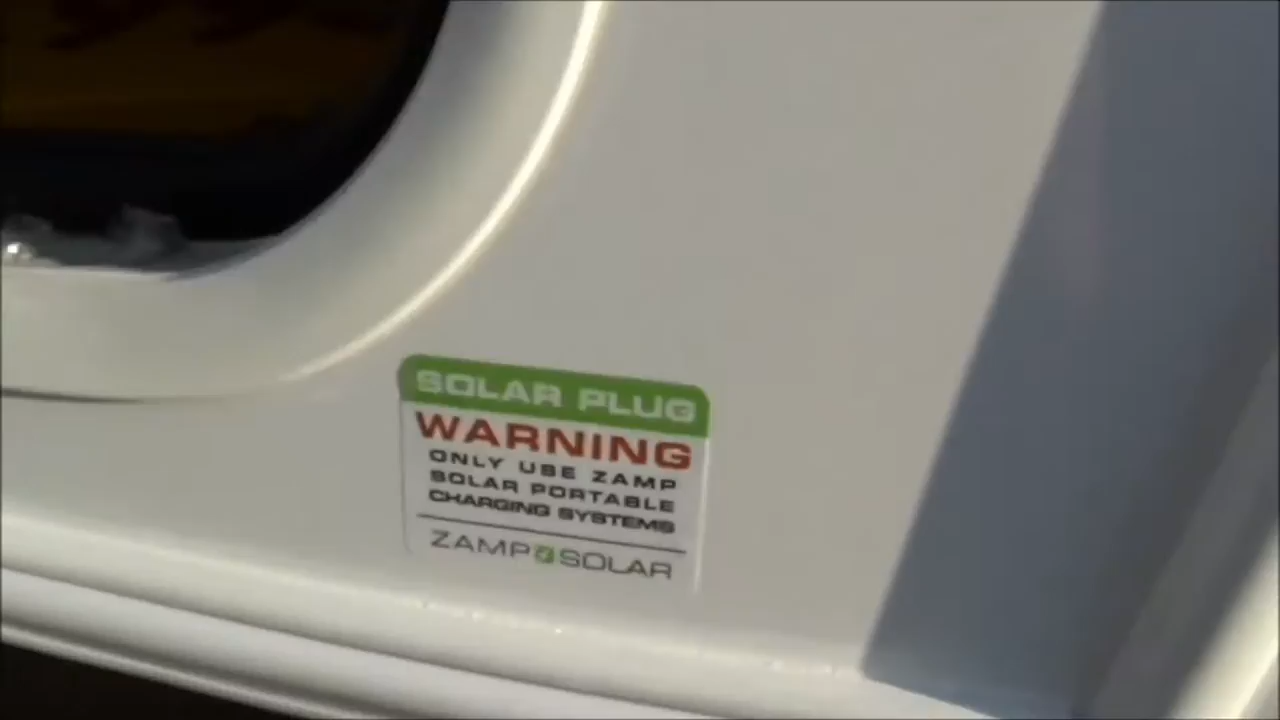 SOLAR PLUG
WARNING
ONLY USE ZAMP
SOLAR PORTABLE
CHARGING SYSTEMS
ZAMP SOLAR